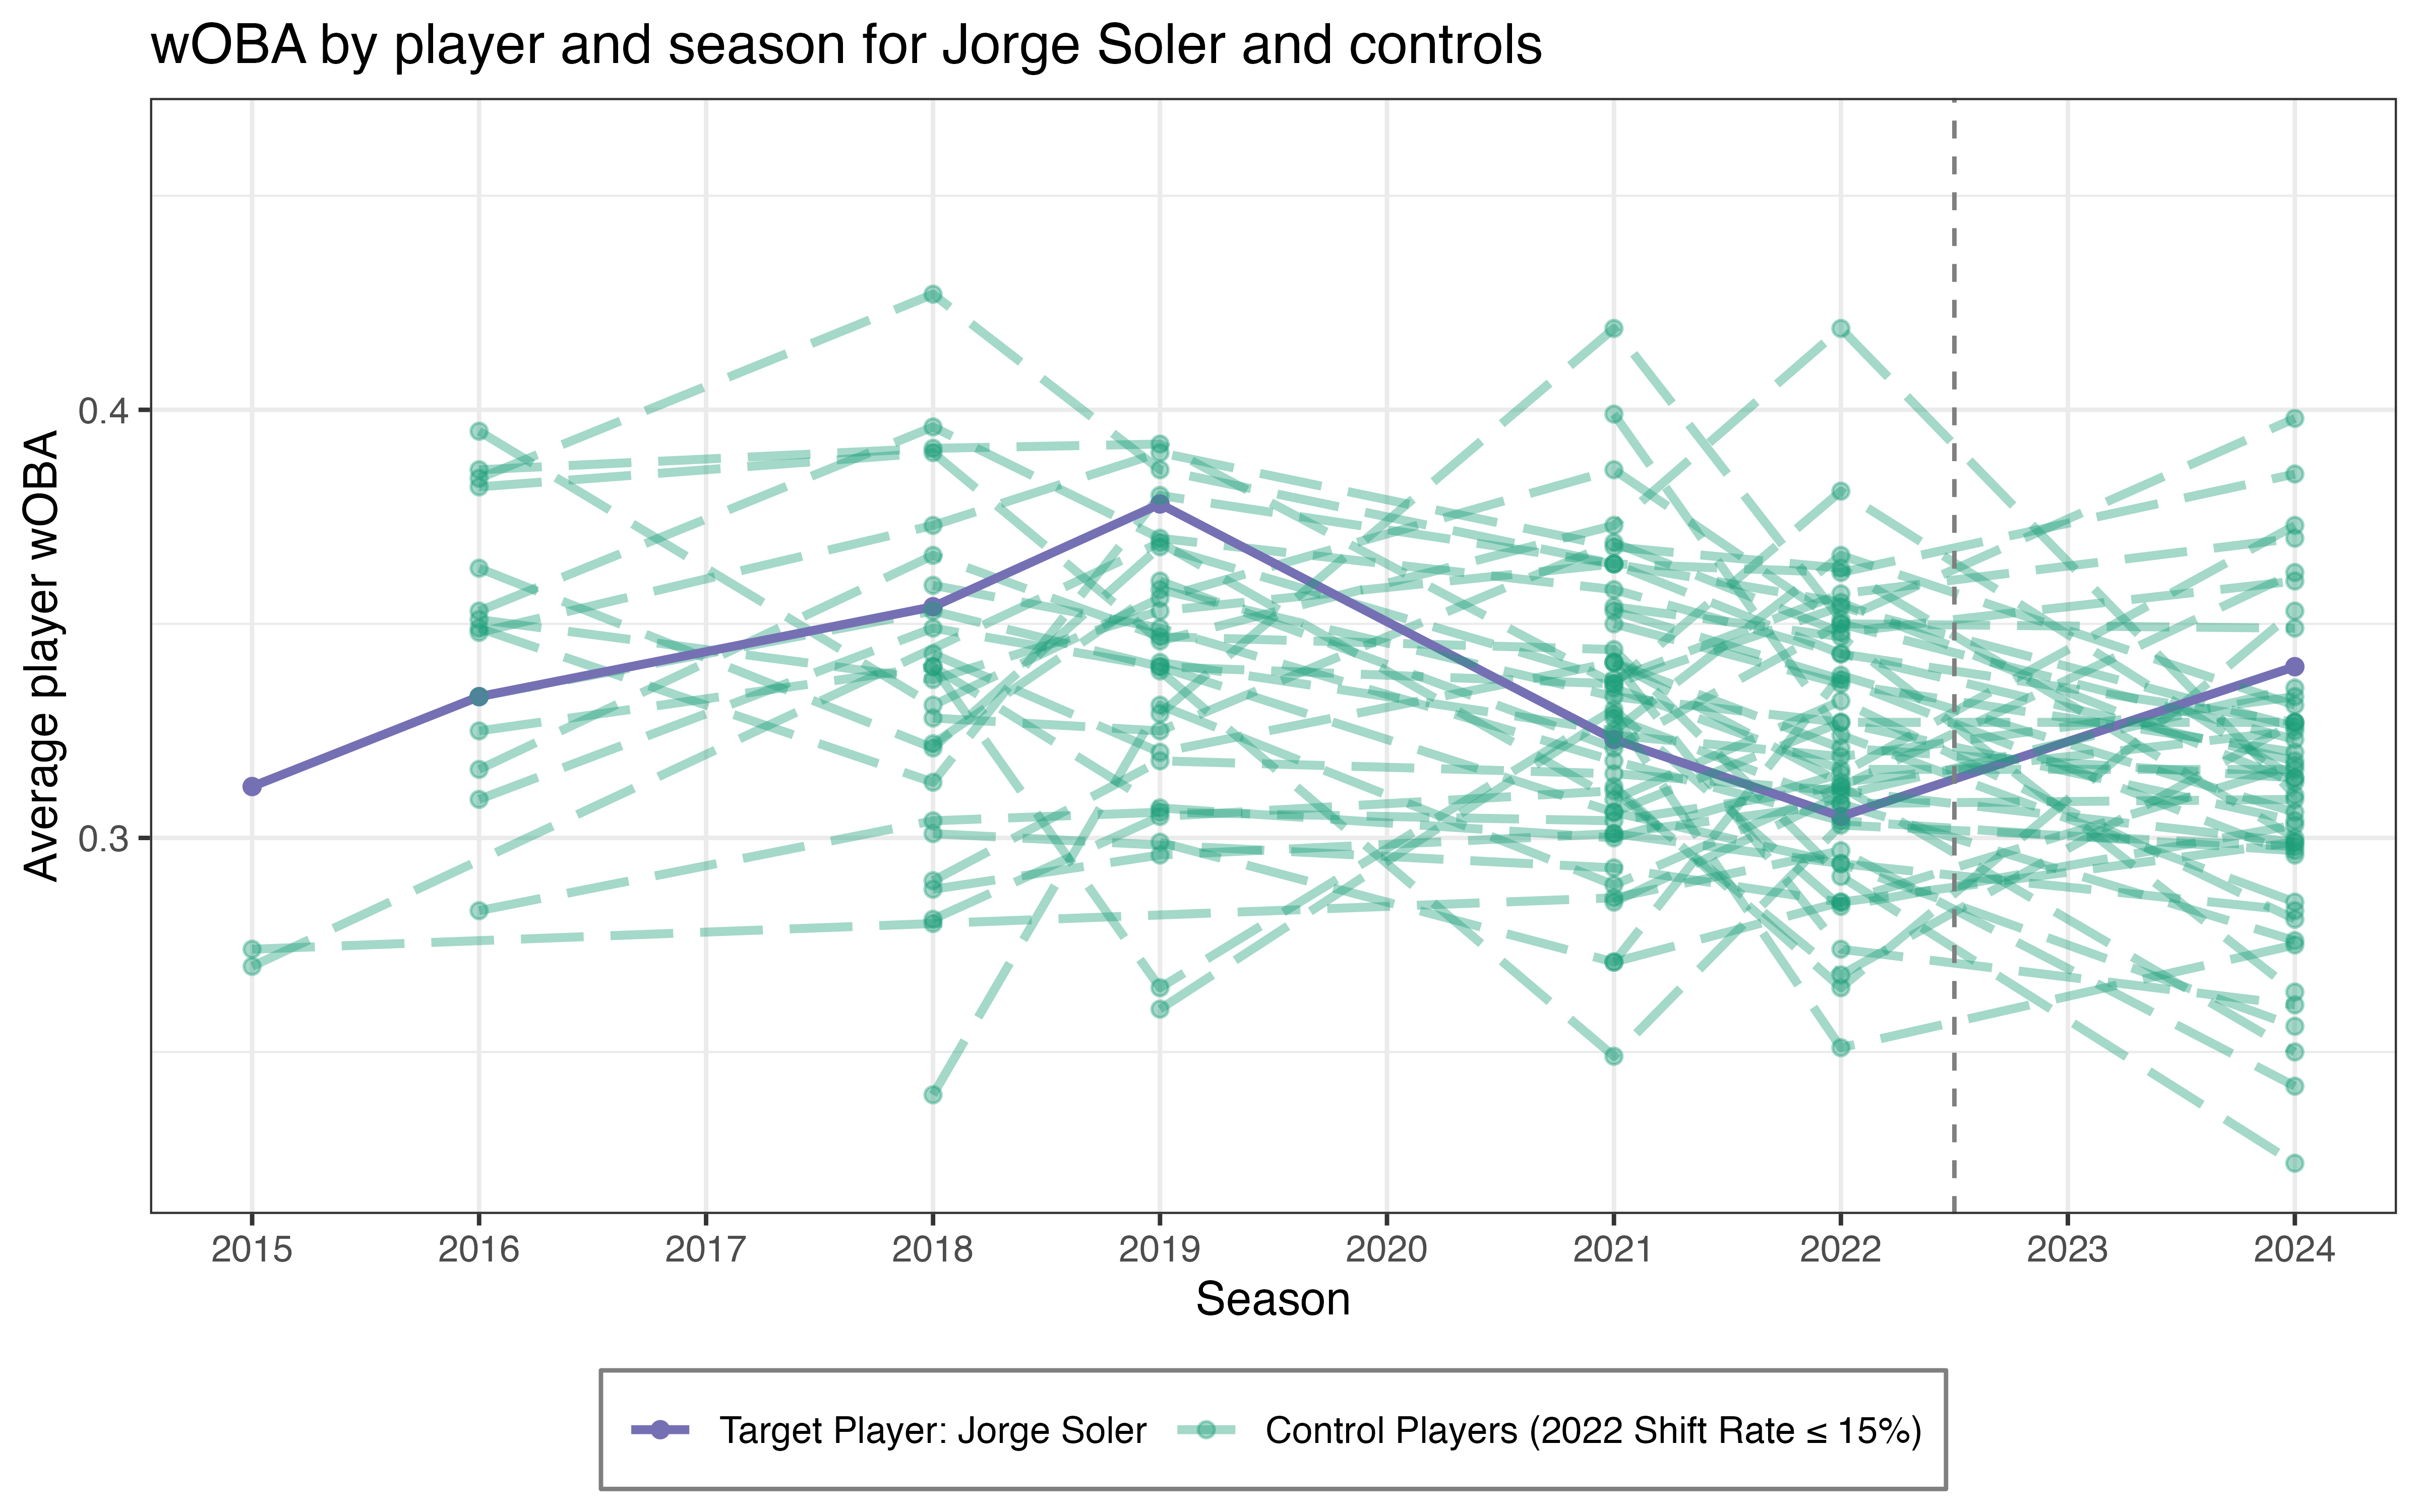 wOBA by player and season for Jorge Soler and controls
Average player wOBA
0.4
0.3
2015 2016 2017 2018 2019 2020 2021 2022 2023 2024
Season
Target Player: Jorge Soler Control Players (2022 Shift Rate ≤ 15%)